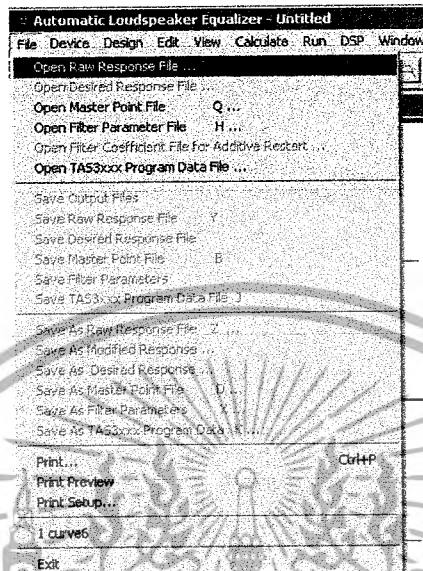 Automatic Loudspeaker Equalizer - Untitled
File Device Design Edit View Calculate Run DSP Window
Open Raw Response File ...
Open Desired Response File ...
Open Master Point File Q ...
Open Filter Parameter File H ...
Open Filter Coefficient File for Additive Restart ...
Open TAS3xxx Program Data File ...
Save Output Files
Save Raw Response File Y
Save Desired Response File
Save Master Point File B
Save Filter Parameters
Save TAS3xxx Program Data File J
Save As Raw Response File Z ...
Save As Modified Response ...
Save As Desired Response ...
Save As Master Point File D ...
Save As Filter Parameters X ...
Save As TAS3xxx Program Data K ...
Print... Ctrl+P
Print Preview
Print Setup...
1 curve6
Exit